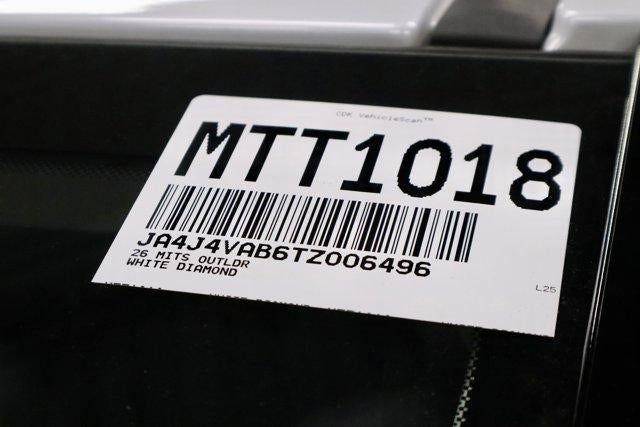 CDK VehicleScan™
MTT1018
JA4J4VAB6TZ006496
26 MITS OUTLDR
WHITE DIAMOND
L25